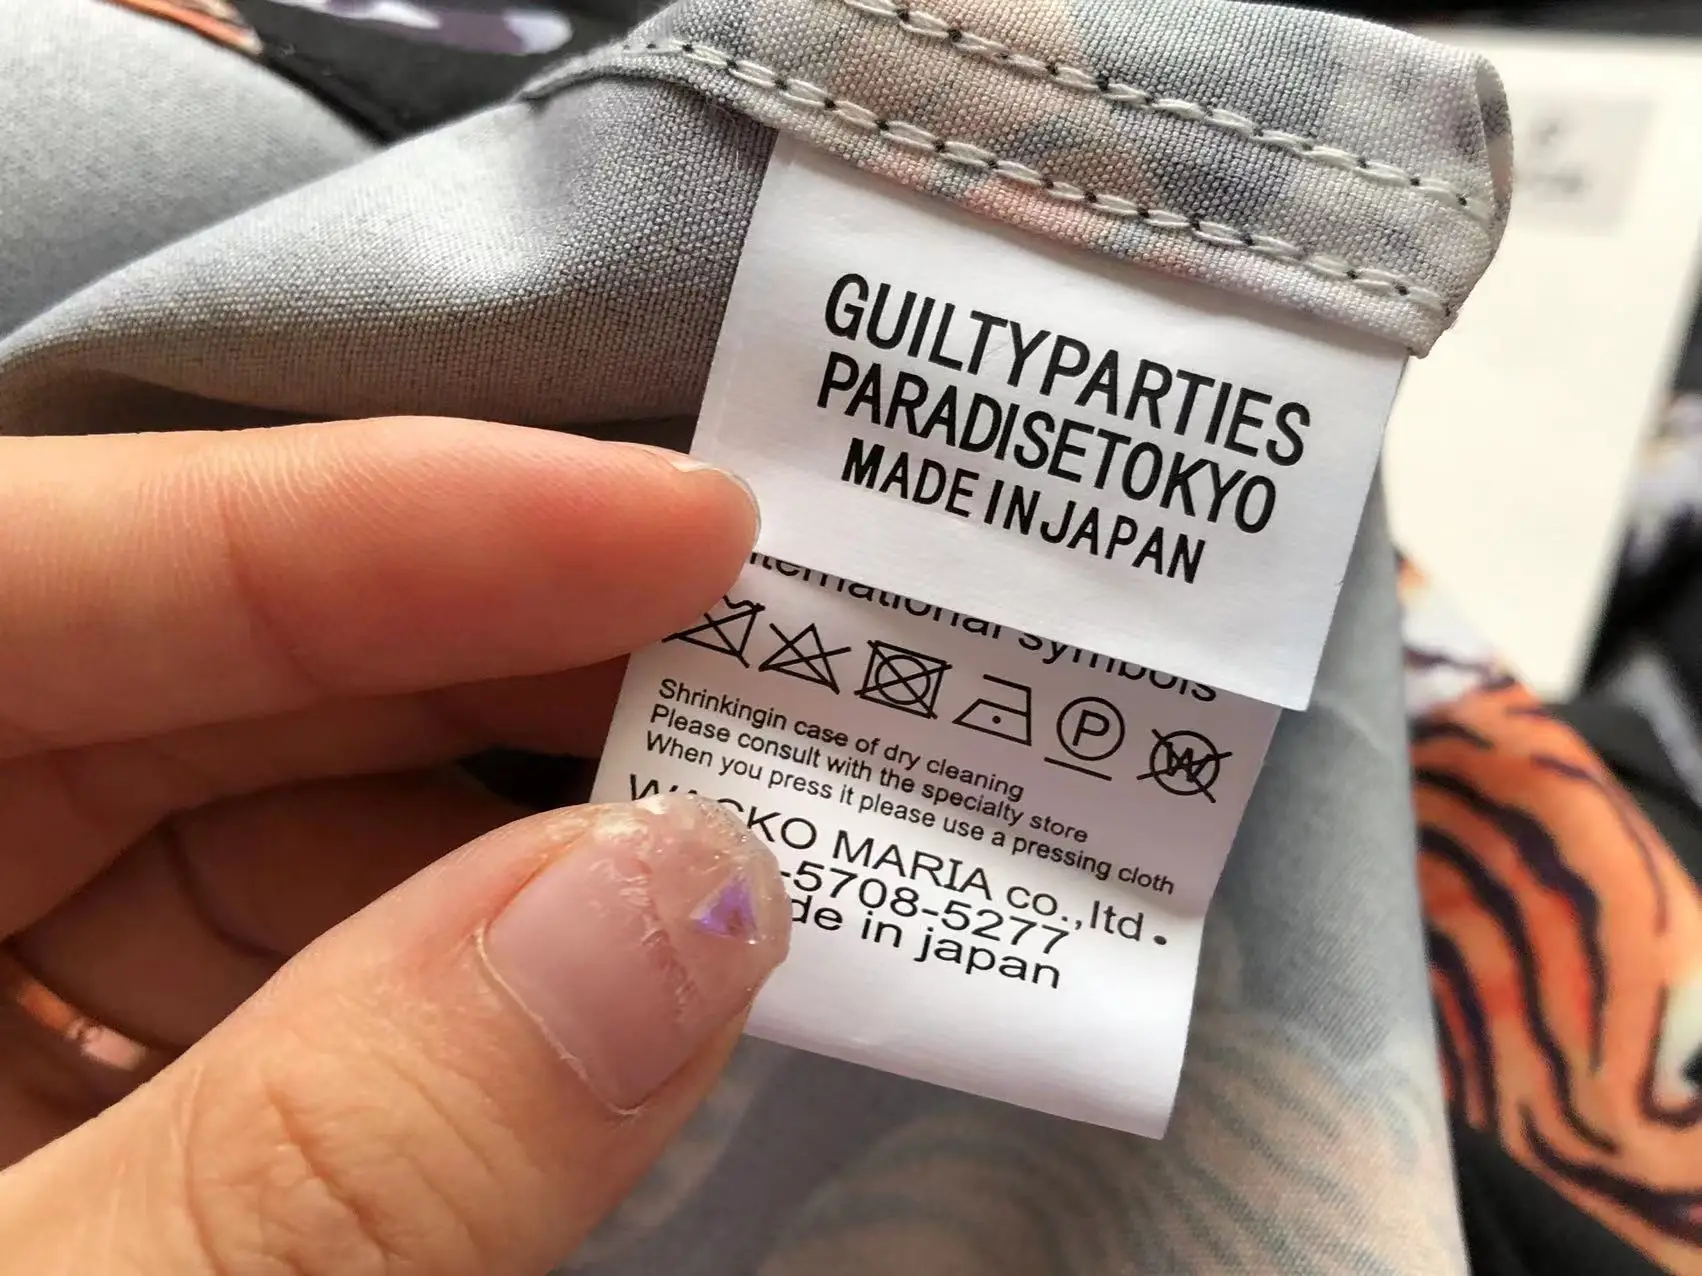 GUILTYPARTIES
PARADISETOKYO
MADE IN JAPAN
symbols
P
W
Shrinkingin case of dry cleaning
Please consult with the specialty store
When you press it please use a pressing cloth
MARIA co.,ltd.
-5708-5277
in japan